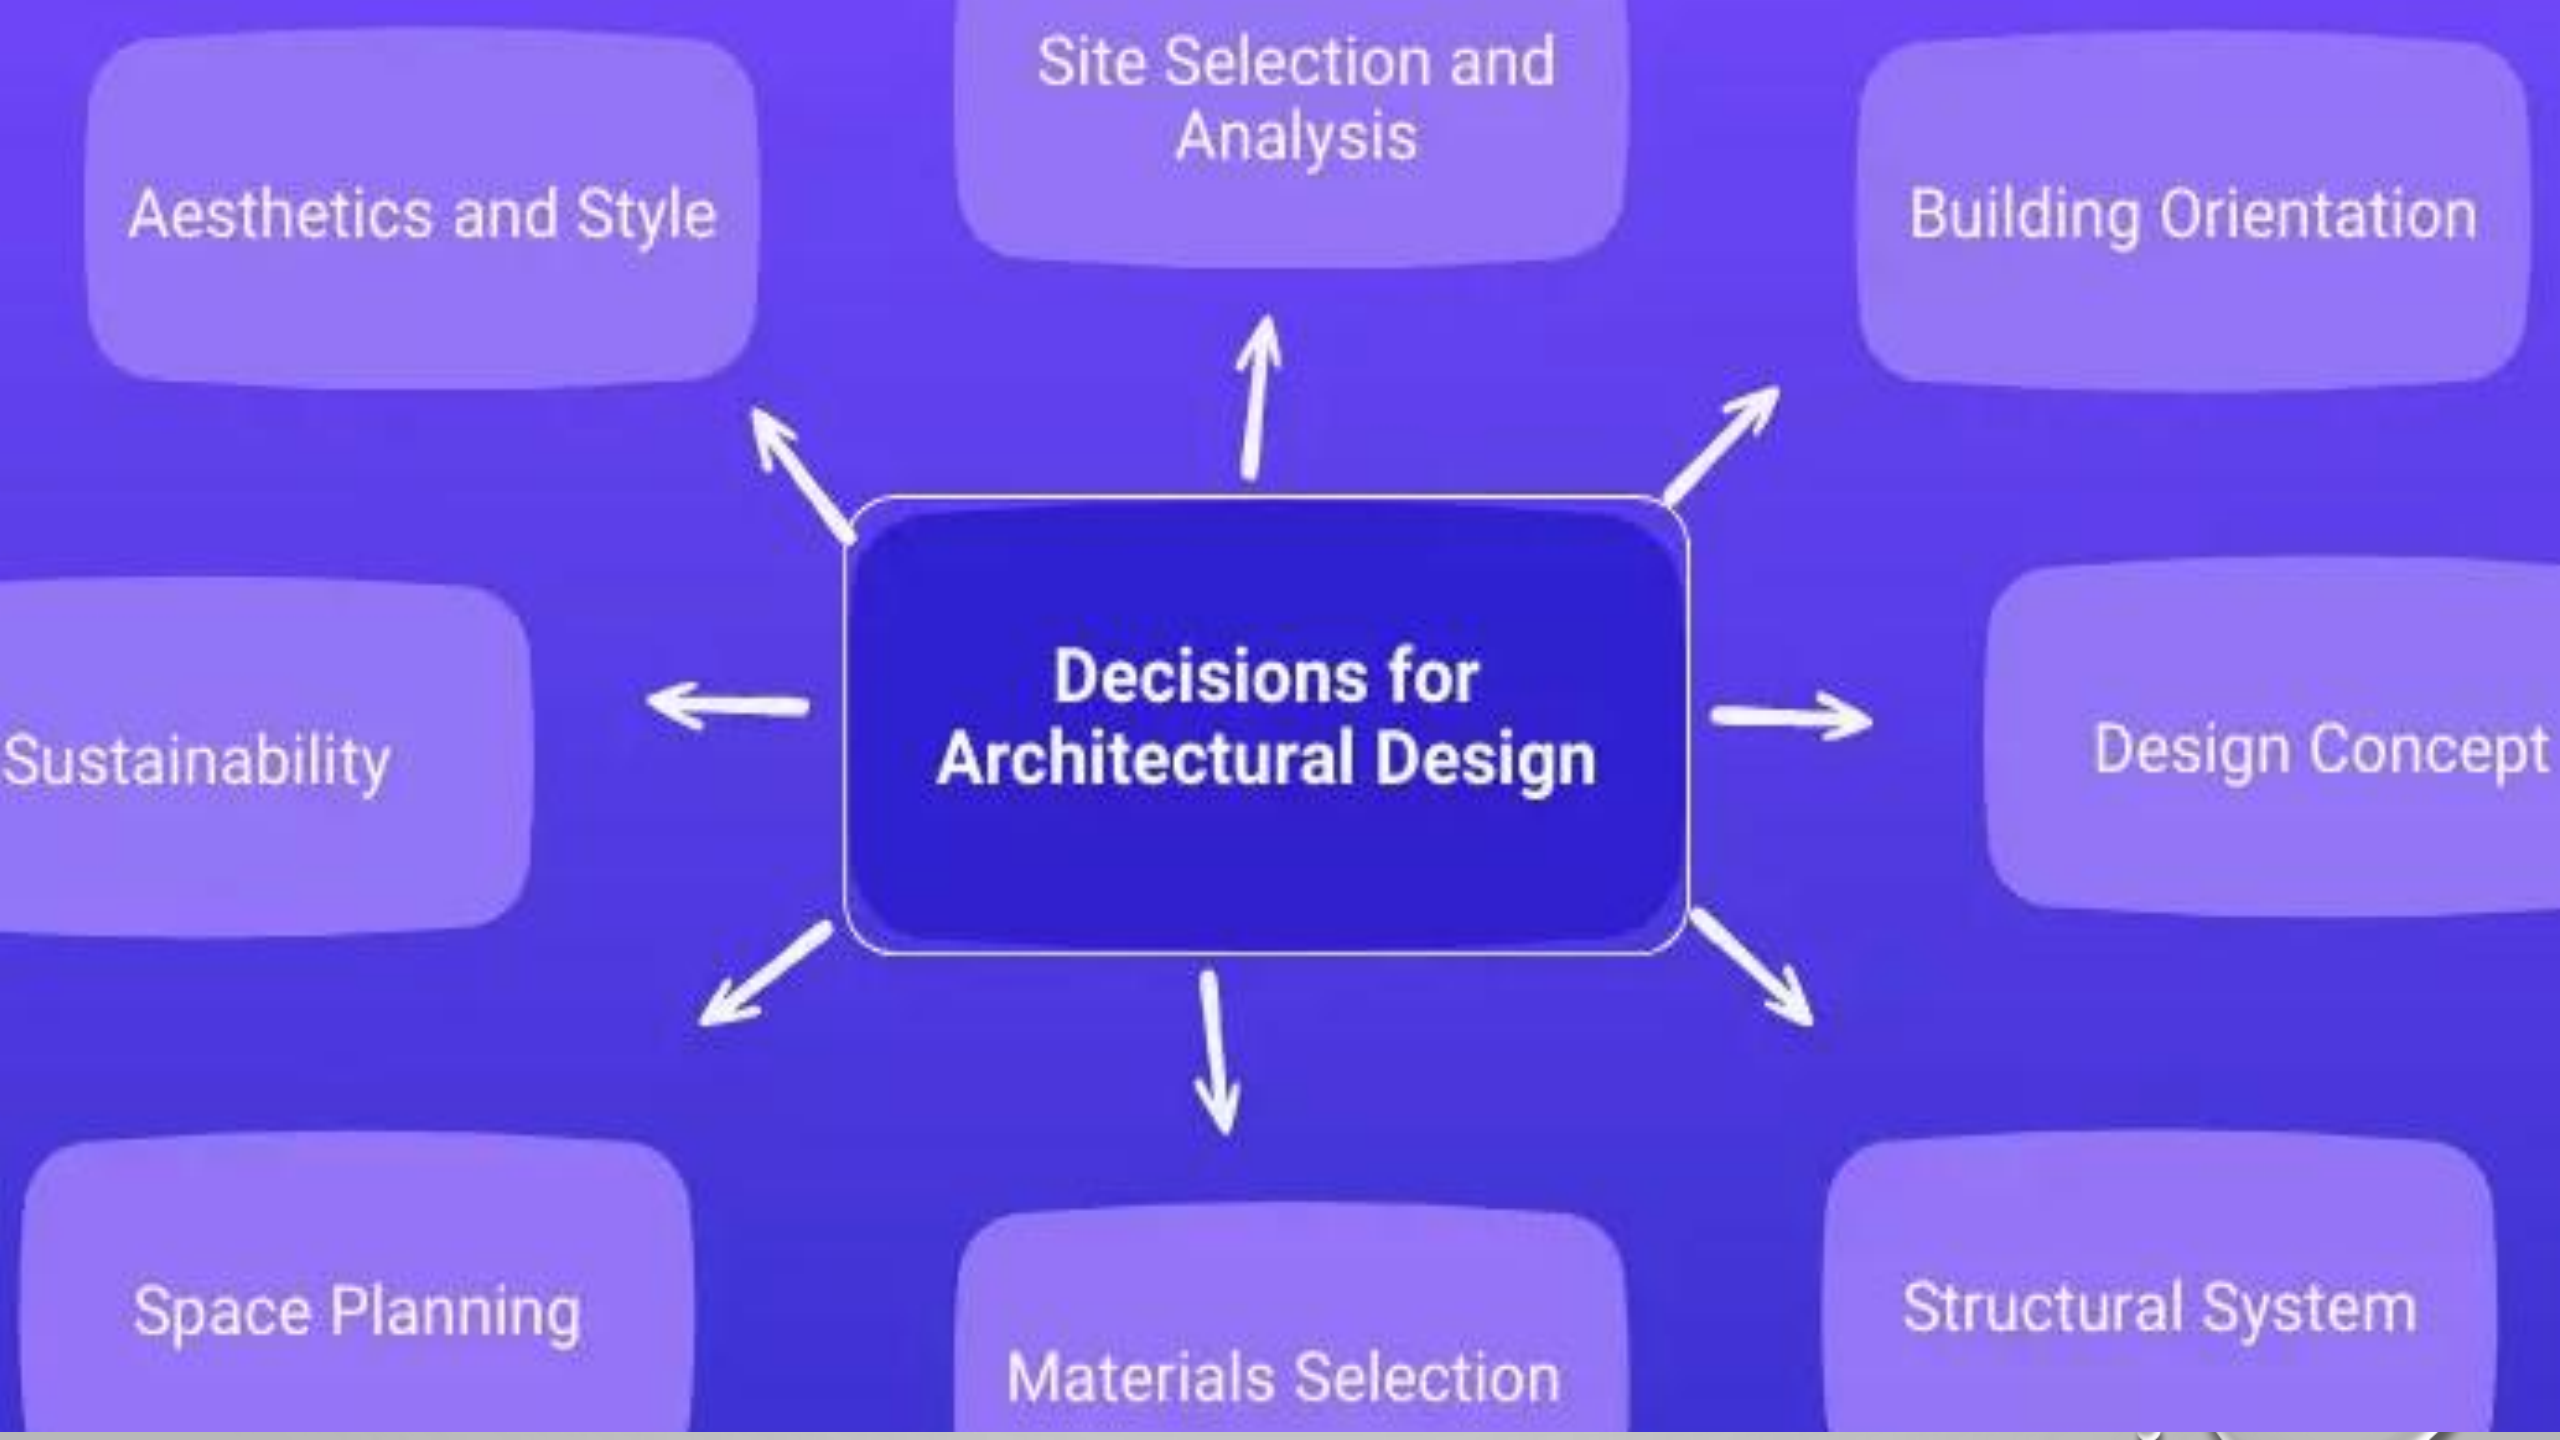 Site Selection and
Analysis
Aesthetics and Style
Building Orientation
Decisions for
Architectural Design
Sustainability
Design Concept
Space Planning
Materials Selection
Structural System